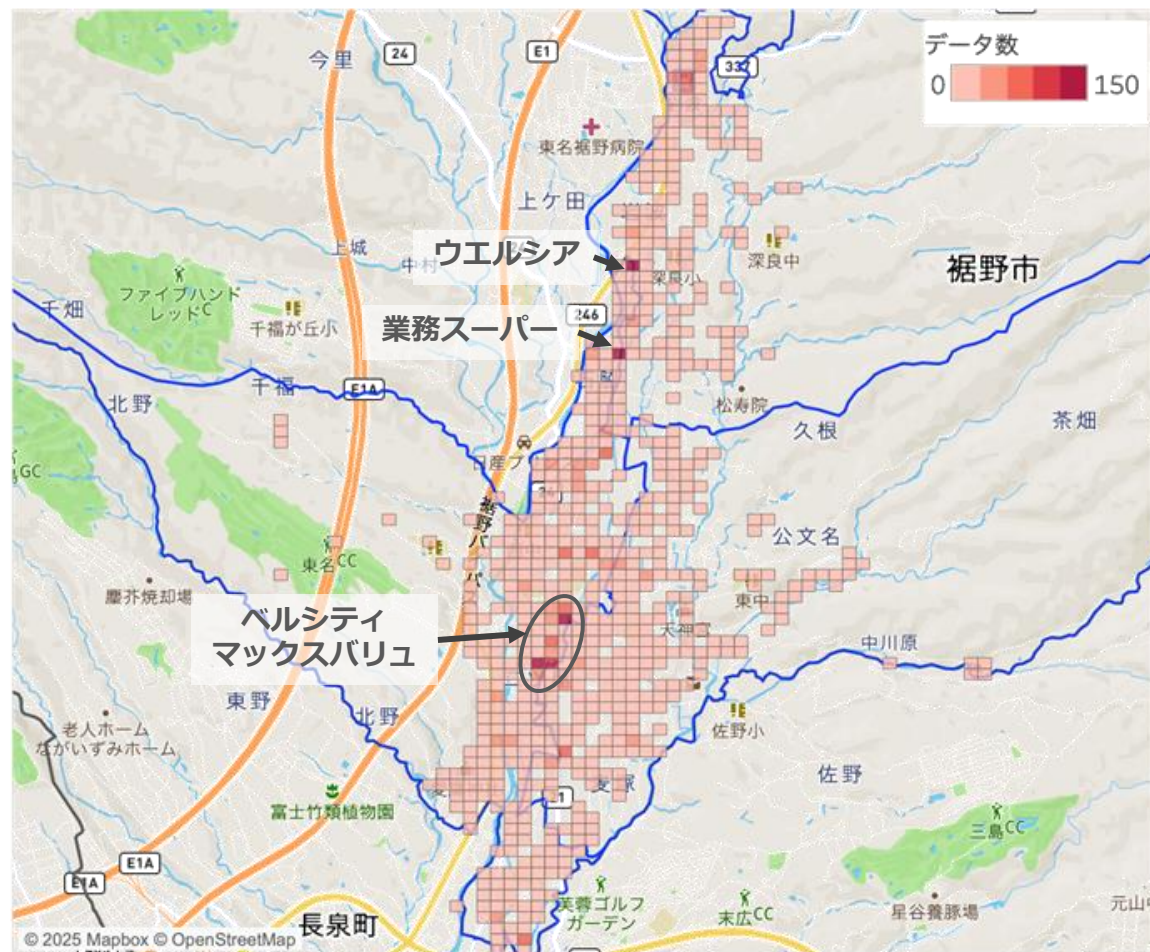 データ数
0 150
今里
24
E1
337
東名裾野病院
上ケ田
ウエルシア
上城
中村
深良小
深良中
裾野市
ファイブハンド
レッドC
千畑
千福が丘小
業務スーパー
246
E1A
千福
北野
松寿院
久根
茶畑
GC
日産プ
裾野バ
パ
公文名
東名CC
塵芥焼却場
東中
ベルシティ
マックスバリュ
天神
中川原
東野
北野
老人ホーム
ながいずみホーム
佐野小
佐野
富士竹類植物園
1
三島CC
E1A
E1A
長泉町
芙蓉ゴルフ
ガーデン
末広CC
星谷養豚場
元山
© 2025 Mapbox © OpenStreetMap